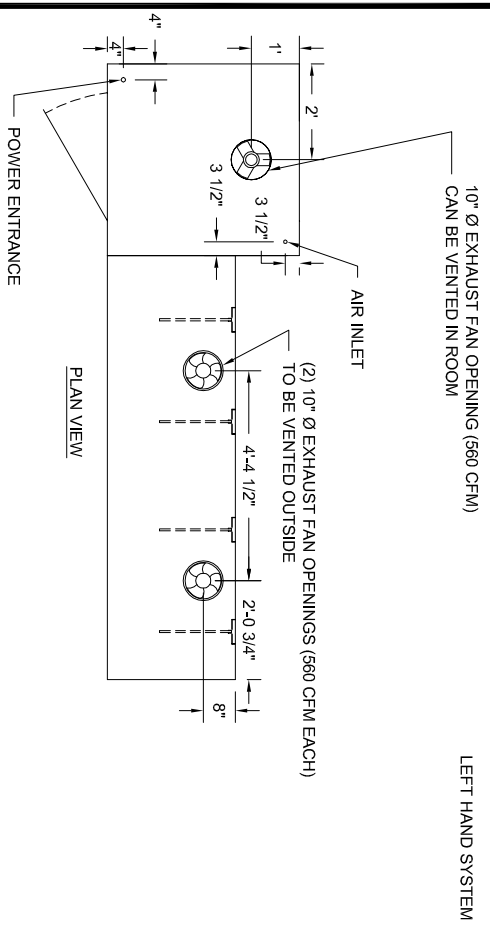 LEFT HAND SYSTEM
10" Ø EXHAUST FAN OPENING (560 CFM)
CAN BE VENTED IN ROOM
AIR INLET
(2) 10" Ø EXHAUST FAN OPENINGS (560 CFM EACH)
TO BE VENTED OUTSIDE
1'
2'
3 1/2"
3 1/2"
4'-4 1/2"
2'-0 3/4"
8"
4"
4"
POWER ENTRANCE
PLAN VIEW